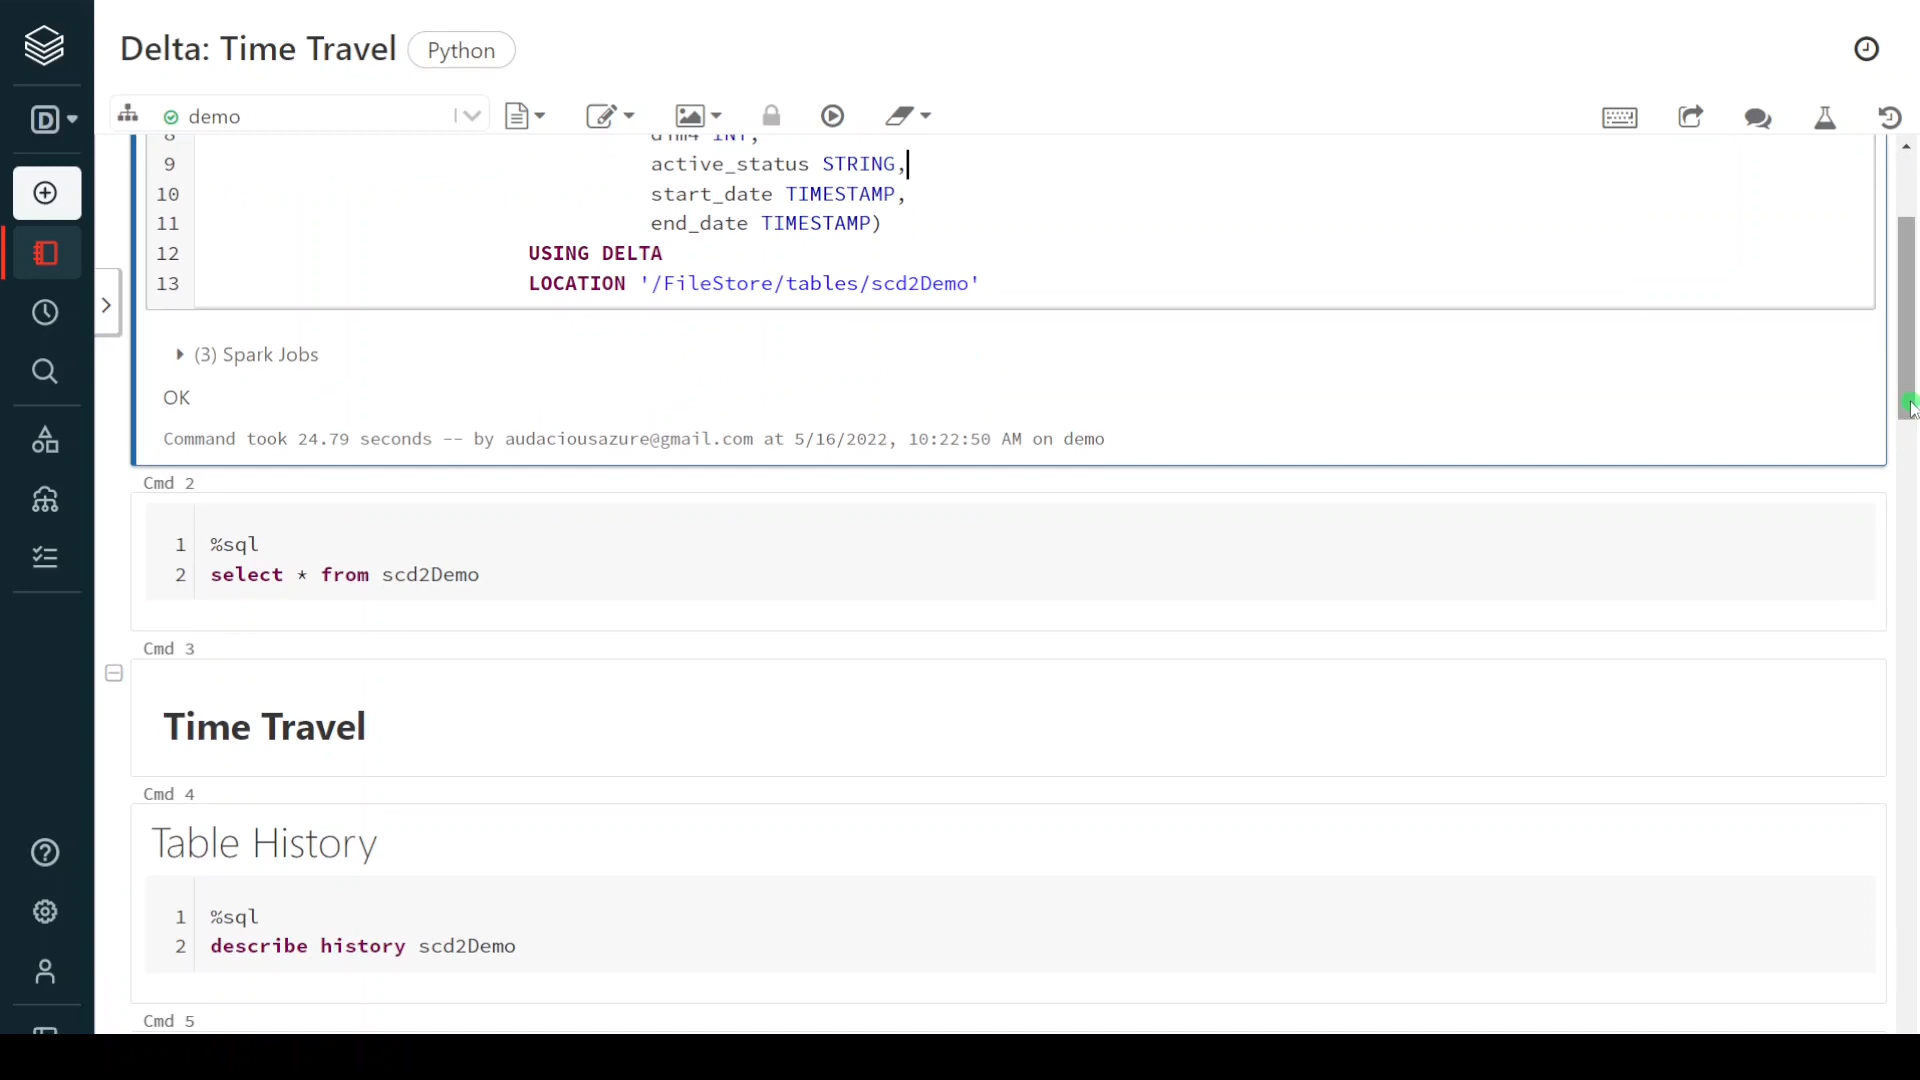 Delta: Time Travel Python
D
demo
8 dim4 INT,
9 active_status STRING,
10 start_date TIMESTAMP,
11 end_date TIMESTAMP)
12 USING DELTA
13 LOCATION '/FileStore/tables/scd2Demo'
(3) Spark Jobs
OK
Command took 24.79 seconds -- by audaciousazure@gmail.com at 5/16/2022, 10:22:50 AM on demo
Cmd 2
1 %sql
2 select * from scd2Demo
Cmd 3
Time Travel
Cmd 4
Table History
1 %sql
2 describe history scd2Demo
Cmd 5